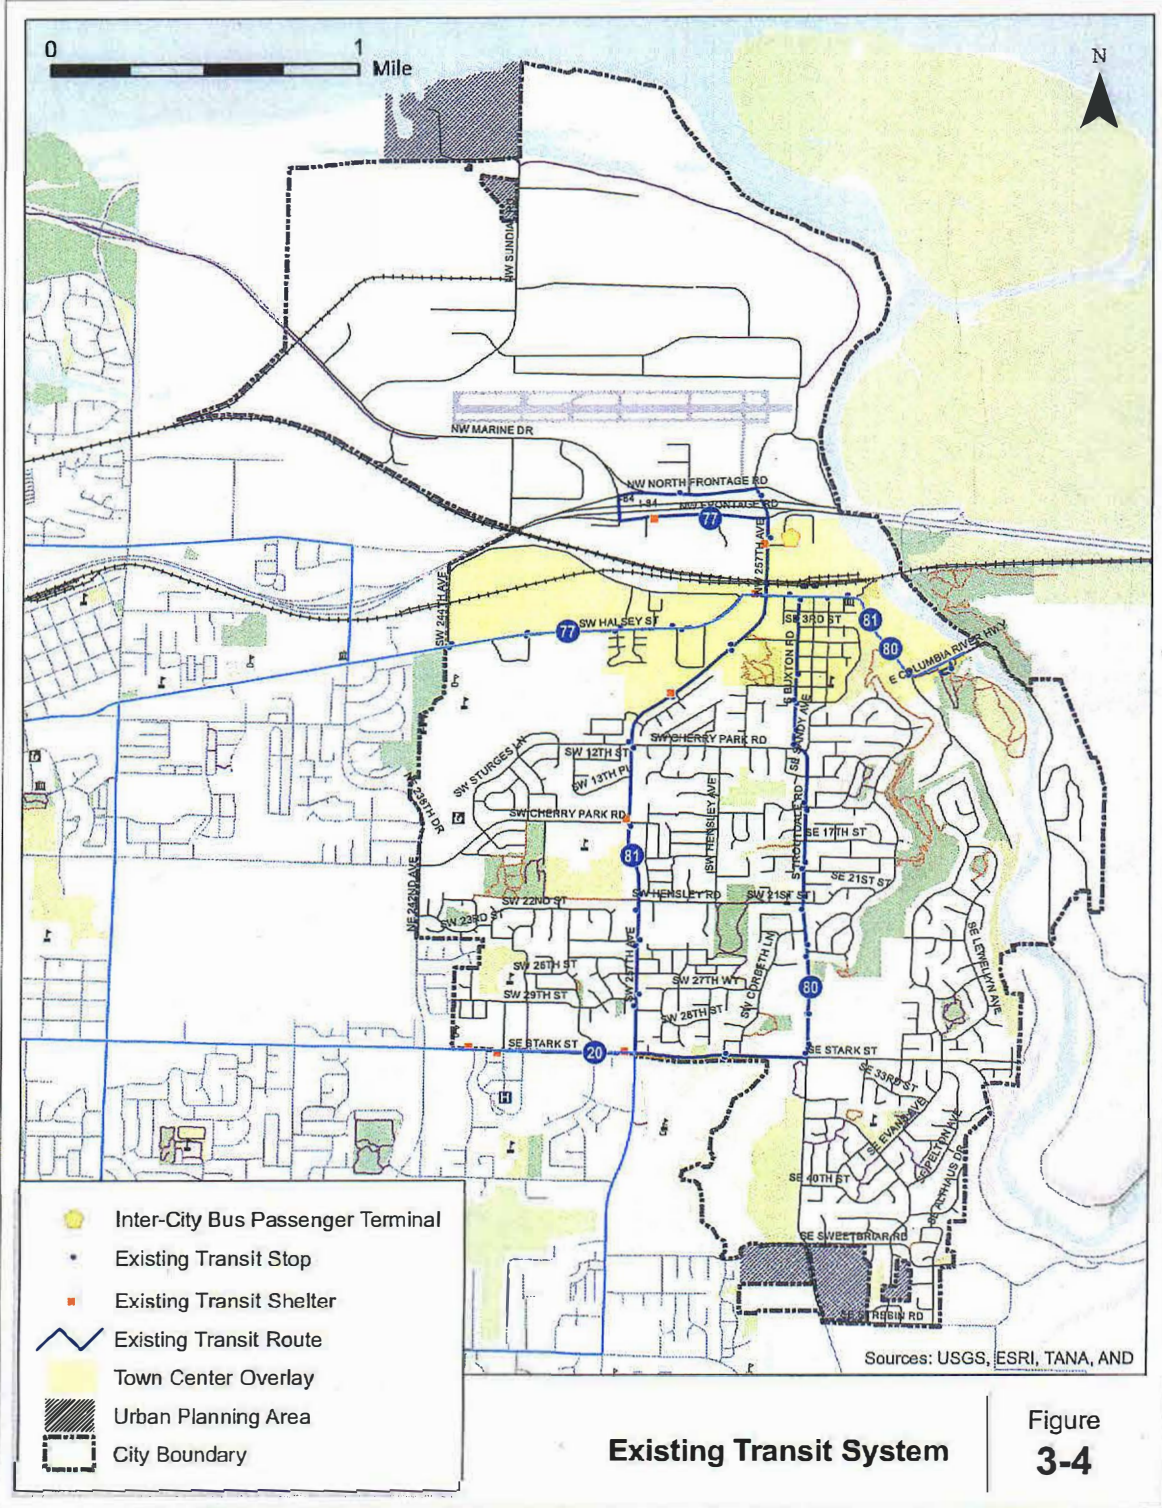 0 1
Mile
N
NW SUNDIAL
NW MARINE DR
NW NORTH FRONTAGE RD
I-84
I-84
NW FRONTAGE RD
77
NW 257TH AVE
SW 244TH AVE
SE 3RD ST
81
SW HALSEY ST
77
80
E COLUMBIA RIVER HWY
S BUXTON RD
SE SANDY AVE
SW CHERRY PARK RD
SW 12TH ST
SW STURGES LN
SW 13TH PL
NE 238TH DR
SW CHERRY PARK RD
SW HENSLEY AVE
S TROUTDALE RD
SE 17TH ST
81
SE 21ST ST
NE 242ND AVE
SW HENSLEY RD
SW 21ST ST
SW 22ND ST
SW 23RD ST
SE LEWELLYN AVE
SW 257TH AVE
SW CORBETH LN
SW 26TH ST
SW 27TH WY
80
SW 29TH ST
SW 28TH ST
SE STARK ST
20
SE STARK ST
SE 33RD ST
H
SE EVANS AVE
SE PELTON AVE
SE ALTHAUS DR
SE 40TH ST
SE SWEETBRIAR RD
SE STREBIN RD
Inter-City Bus Passenger Terminal
Existing Transit Stop
Existing Transit Shelter
Existing Transit Route
Town Center Overlay
Urban Planning Area
City Boundary
Sources: USGS, ESRI, TANA, AND
Existing Transit System
Figure
3-4